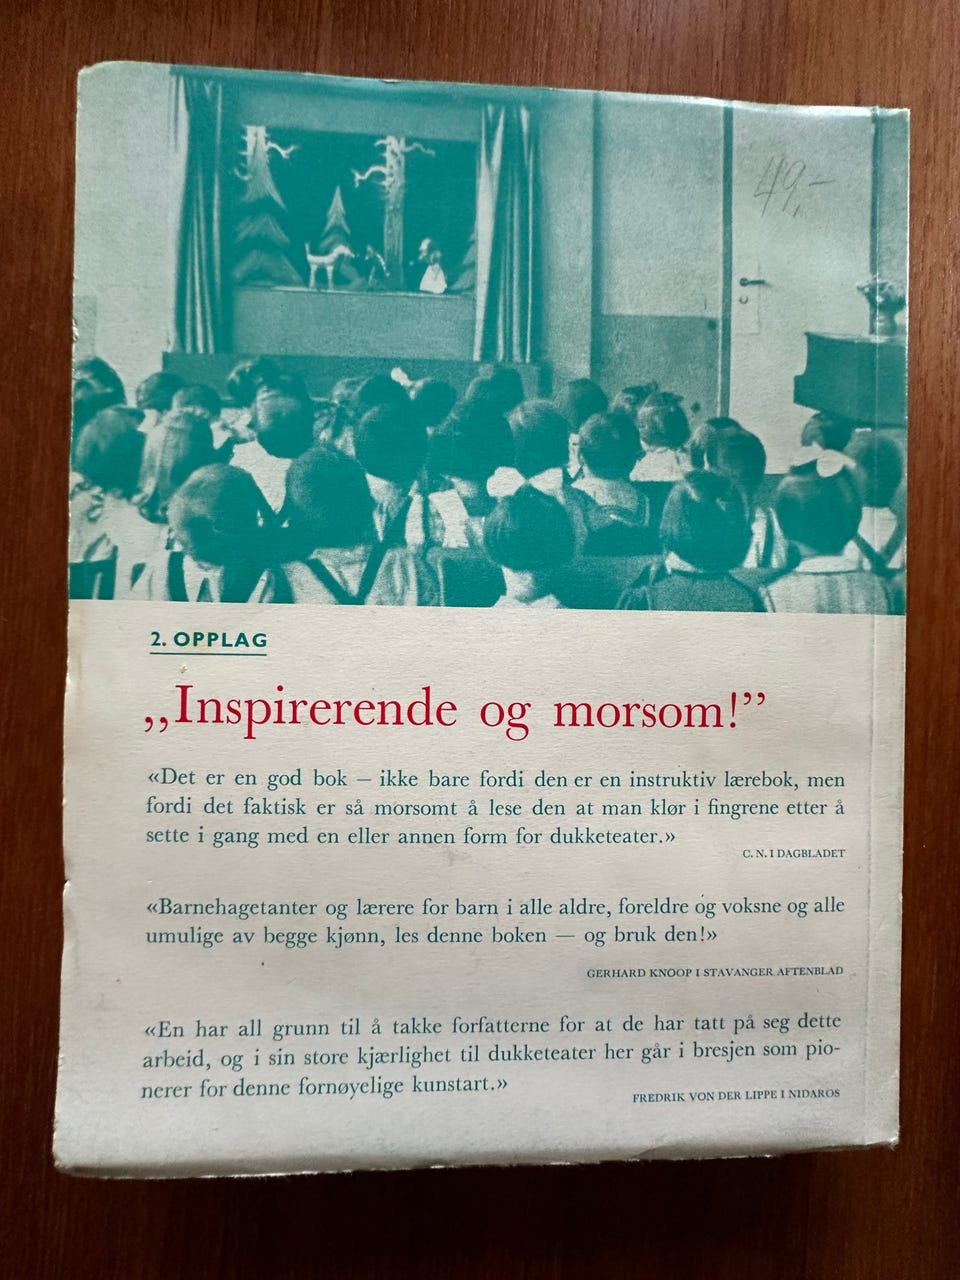 49,-
2. OPPLAG
„Inspirerende og morsom!”
«Det er en god bok – ikke bare fordi den er en instruktiv lærebok, men
fordi det faktisk er så morsomt å lese den at man klør i fingrene etter å
sette i gang med en eller annen form for dukketeater.»
C. N. I DAGBLADET
«Barnehagetanter og lærere for barn i alle aldre, foreldre og voksne og alle
umulige av begge kjønn, les denne boken — og bruk den!»
GERHARD KNOOP I STAVANGER AFTENBLAD
«En har all grunn til å takke forfatterne for at de har tatt på seg dette
arbeid, og i sin store kjærlighet til dukketeater her går i bresjen som pio-
nerer for denne fornøyelige kunstart.»
FREDRIK VON DER LIPPE I NIDAROS